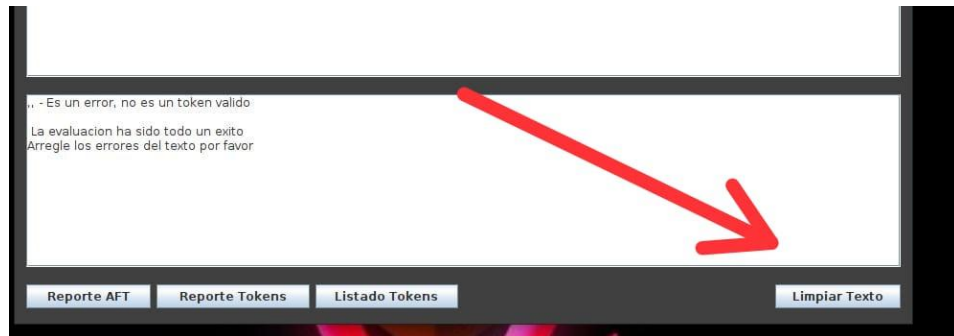 ,, - Es un error, no es un token valido
La evaluacion ha sido todo un exito
Arregle los errores del texto por favor
Reporte AFT Reporte Tokens Listado Tokens Limpiar Texto